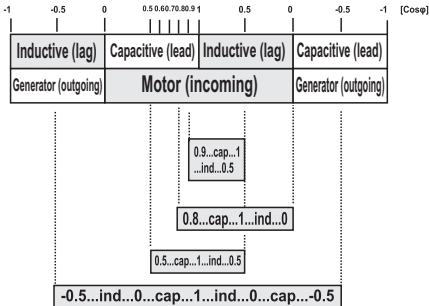 -1 -0.5 0 0.5 0.6 0.7 0.8 0.9 1 0.5 0 -0.5 -1 [Cosφ]
Inductive (lag) Capacitive (lead) Inductive (lag) Capacitive (lead)
Generator (outgoing) Motor (incoming) Generator (outgoing)
0.9...cap...1
...ind...0.5
0.8...cap...1...ind...0
0.5...cap...1...ind...0.5
-0.5...ind...0...cap...1...ind...0...cap...-0.5